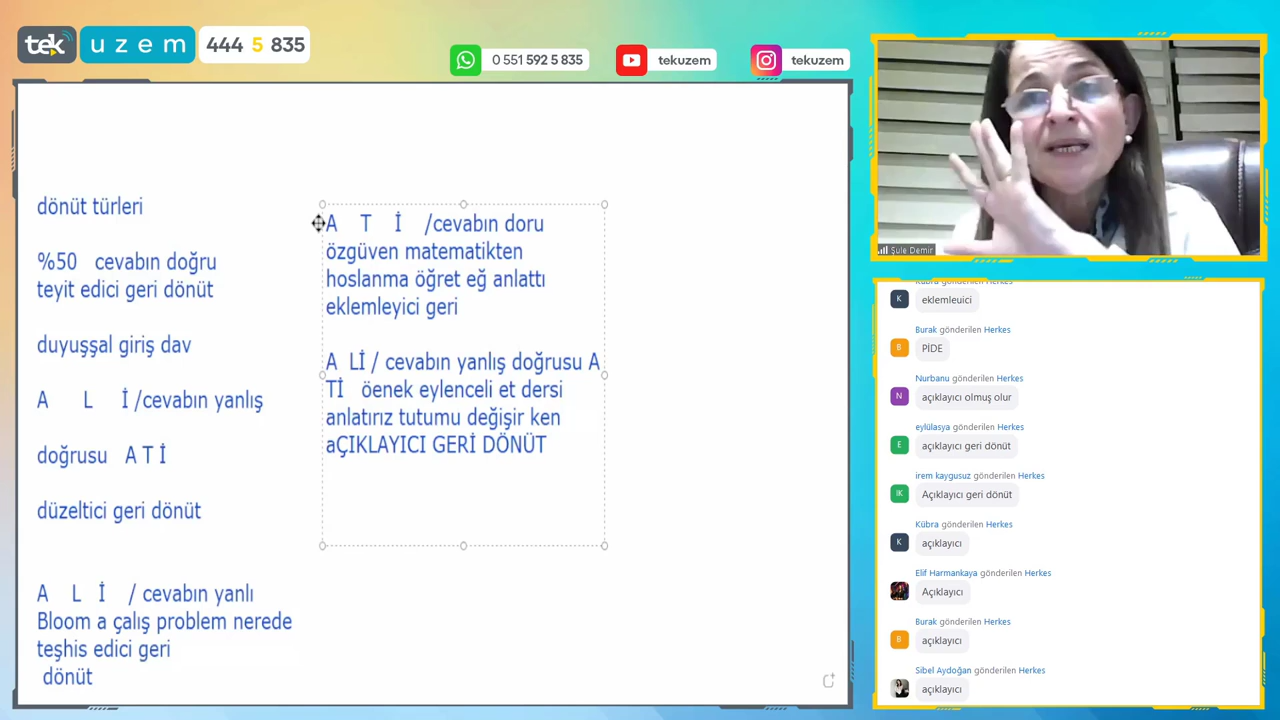 tek
uzem
444 5 835
0 551 592 5 835
tekuzem
tekuzem
dönüt türleri
%50 cevabın doğru
teyit edici geri dönüt
duyuşşal giriş dav
A L İ /cevabın yanlış
doğrusu A T İ
düzeltici geri dönüt
A L İ / cevabın yanlı
Bloom a çalış problem nerede
teşhis edici geri
dönüt
A T İ /cevabın doru
özgüven matematikten
hoslanma öğret eğ anlattı
eklemleyici geri
A Lİ / cevabın yanlış doğrusu A
Tİ öenek eylenceli et dersi
anlatırız tutumu değişir ken
aÇIKLAYICI GERİ DÖNÜT
Şule Demir
Kübra gönderilen Herkes
K
eklemleuici
Burak gönderilen Herkes
B
PİDE
Nurbanu gönderilen Herkes
N
açıklayıcı olmuş olur
eylülasya gönderilen Herkes
E
açıklayıcı geri dönüt
irem kaygusuz gönderilen Herkes
IK
Açıklayıcı geri dönüt
Kübra gönderilen Herkes
K
açıklayıcı
Elif Harmankaya gönderilen Herkes
Açıklayıcı
Burak gönderilen Herkes
B
açıklayıcı
Sibel Aydoğan gönderilen Herkes
açıklayıcı